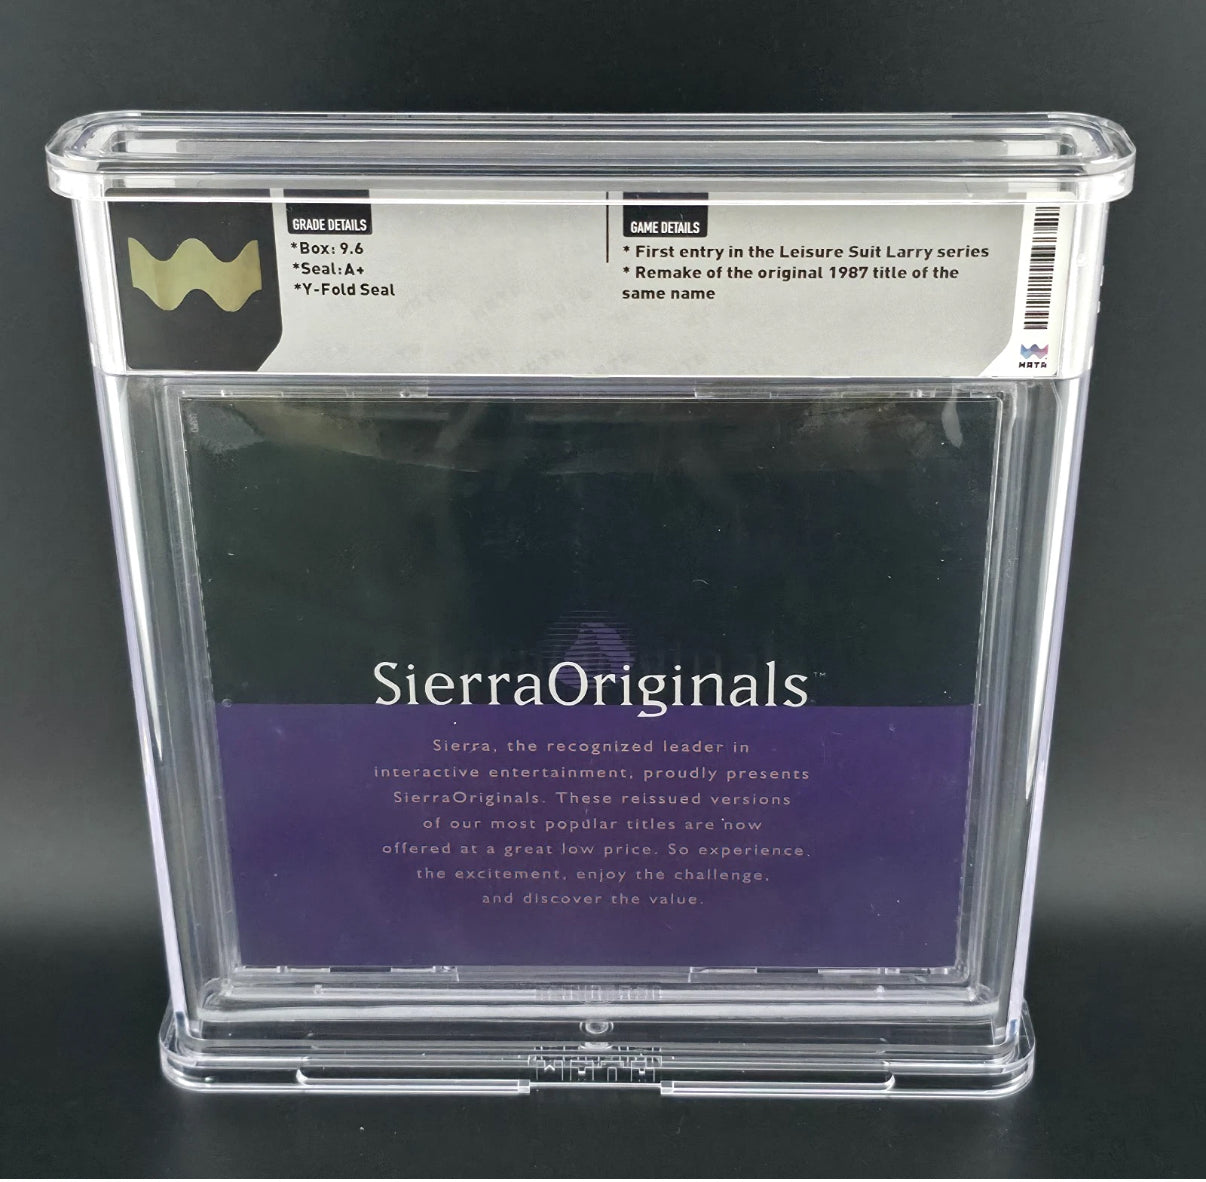 GRADE DETAILS
*Box: 9.6
*Seal: A+
*Y-Fold Seal
GAME DETAILS
* First entry in the Leisure Suit Larry series
* Remake of the original 1987 title of the
same name
WATA
SierraOriginals™
Sierra, the recognized leader in
interactive entertainment, proudly presents
SierraOriginals. These reissued versions
of our most popular titles are now
offered at a great low price. So experience
the excitement, enjoy the challenge,
and discover the value.
WATA